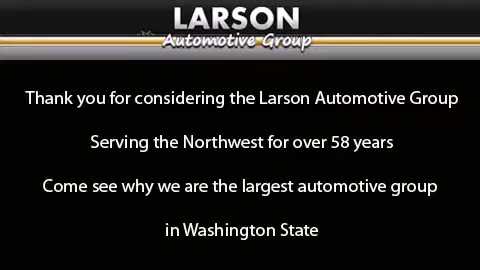 LARSON
Automotive Group
Thank you for considering the Larson Automotive Group
Serving the Northwest for over 58 years
Come see why we are the largest automotive group
in Washington State